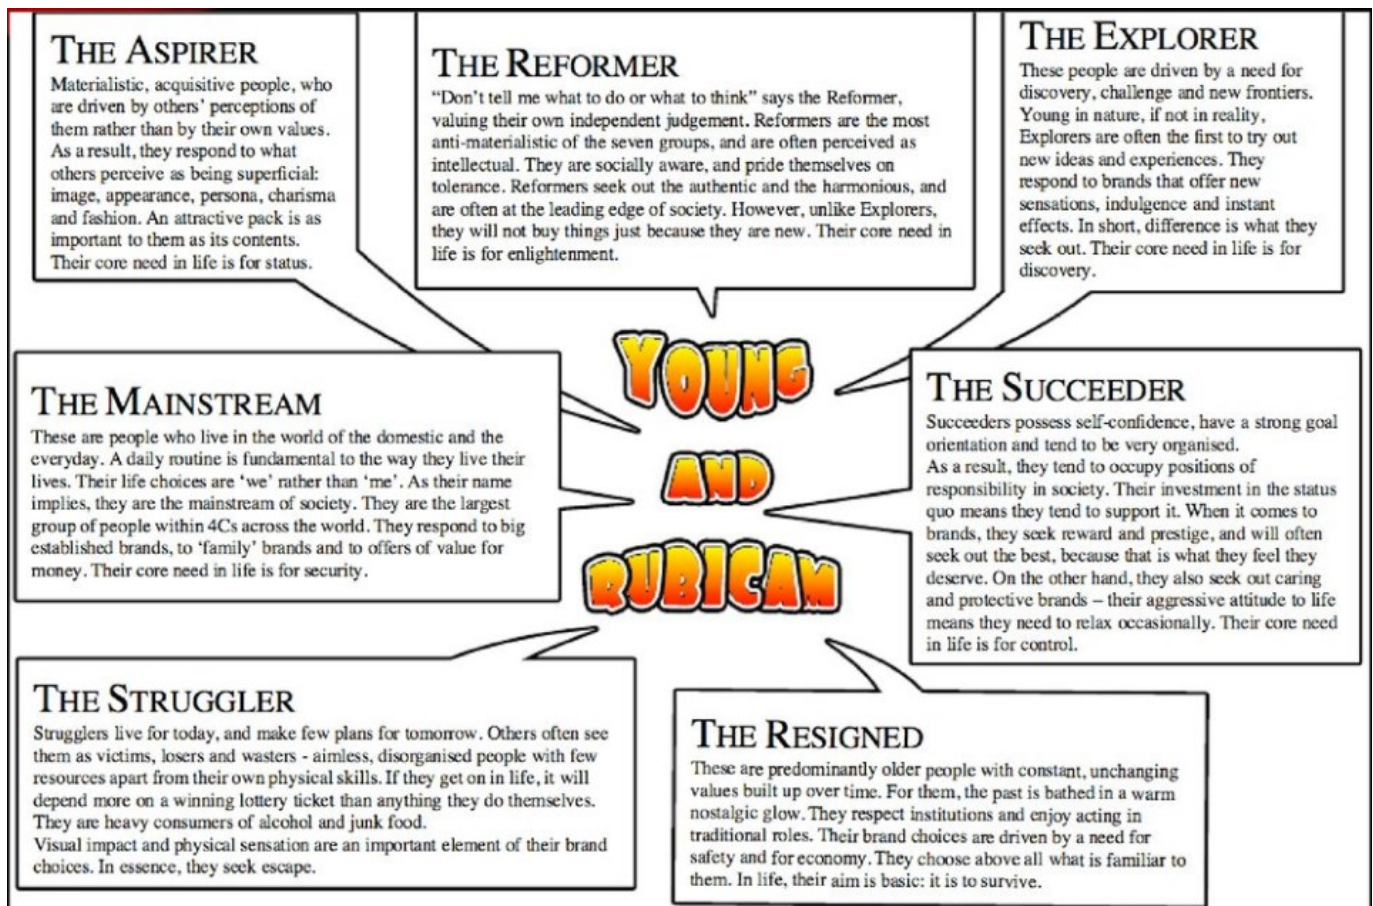 THE ASPIRER
Materialistic, acquisitive people, who
are driven by others' perceptions of
them rather than by their own values.
As a result, they respond to what
others perceive as being superficial:
image, appearance, persona, charisma
and fashion. An attractive pack is as
important to them as its contents.
Their core need in life is for status.
THE REFORMER
"Don't tell me what to do or what to think" says the Reformer,
valuing their own independent judgement. Reformers are the most
anti-materialistic of the seven groups, and are often perceived as
intellectual. They are socially aware, and pride themselves on
tolerance. Reformers seek out the authentic and the harmonious, and
are often at the leading edge of society. However, unlike Explorers,
they will not buy things just because they are new. Their core need in
life is for enlightenment.
THE EXPLORER
These people are driven by a need for
discovery, challenge and new frontiers.
Young in nature, if not in reality,
Explorers are often the first to try out
new ideas and experiences. They
respond to brands that offer new
sensations, indulgence and instant
effects. In short, difference is what they
seek out. Their core need in life is for
discovery.
YOUNG
AND
RUBICAM
THE MAINSTREAM
These are people who live in the world of the domestic and the
everyday. A daily routine is fundamental to the way they live their
lives. Their life choices are 'we' rather than 'me'. As their name
implies, they are the mainstream of society. They are the largest
group of people within 4Cs across the world. They respond to big
established brands, to 'family' brands and to offers of value for
money. Their core need in life is for security.
THE SUCCEEDER
Succeeders possess self-confidence, have a strong goal
orientation and tend to be very organised.
As a result, they tend to occupy positions of
responsibility in society. Their investment in the status
quo means they tend to support it. When it comes to
brands, they seek reward and prestige, and will often
seek out the best, because that is what they feel they
deserve. On the other hand, they also seek out caring
and protective brands – their aggressive attitude to life
means they need to relax occasionally. Their core need
in life is for control.
THE STRUGGLER
Strugglers live for today, and make few plans for tomorrow. Others often see
them as victims, losers and wasters - aimless, disorganised people with few
resources apart from their own physical skills. If they get on in life, it will
depend more on a winning lottery ticket than anything they do themselves.
They are heavy consumers of alcohol and junk food.
Visual impact and physical sensation are an important element of their brand
choices. In essence, they seek escape.
THE RESIGNED
These are predominantly older people with constant, unchanging
values built up over time. For them, the past is bathed in a warm
nostalgic glow. They respect institutions and enjoy acting in
traditional roles. Their brand choices are driven by a need for
safety and for economy. They choose above all what is familiar to
them. In life, their aim is basic: it is to survive.